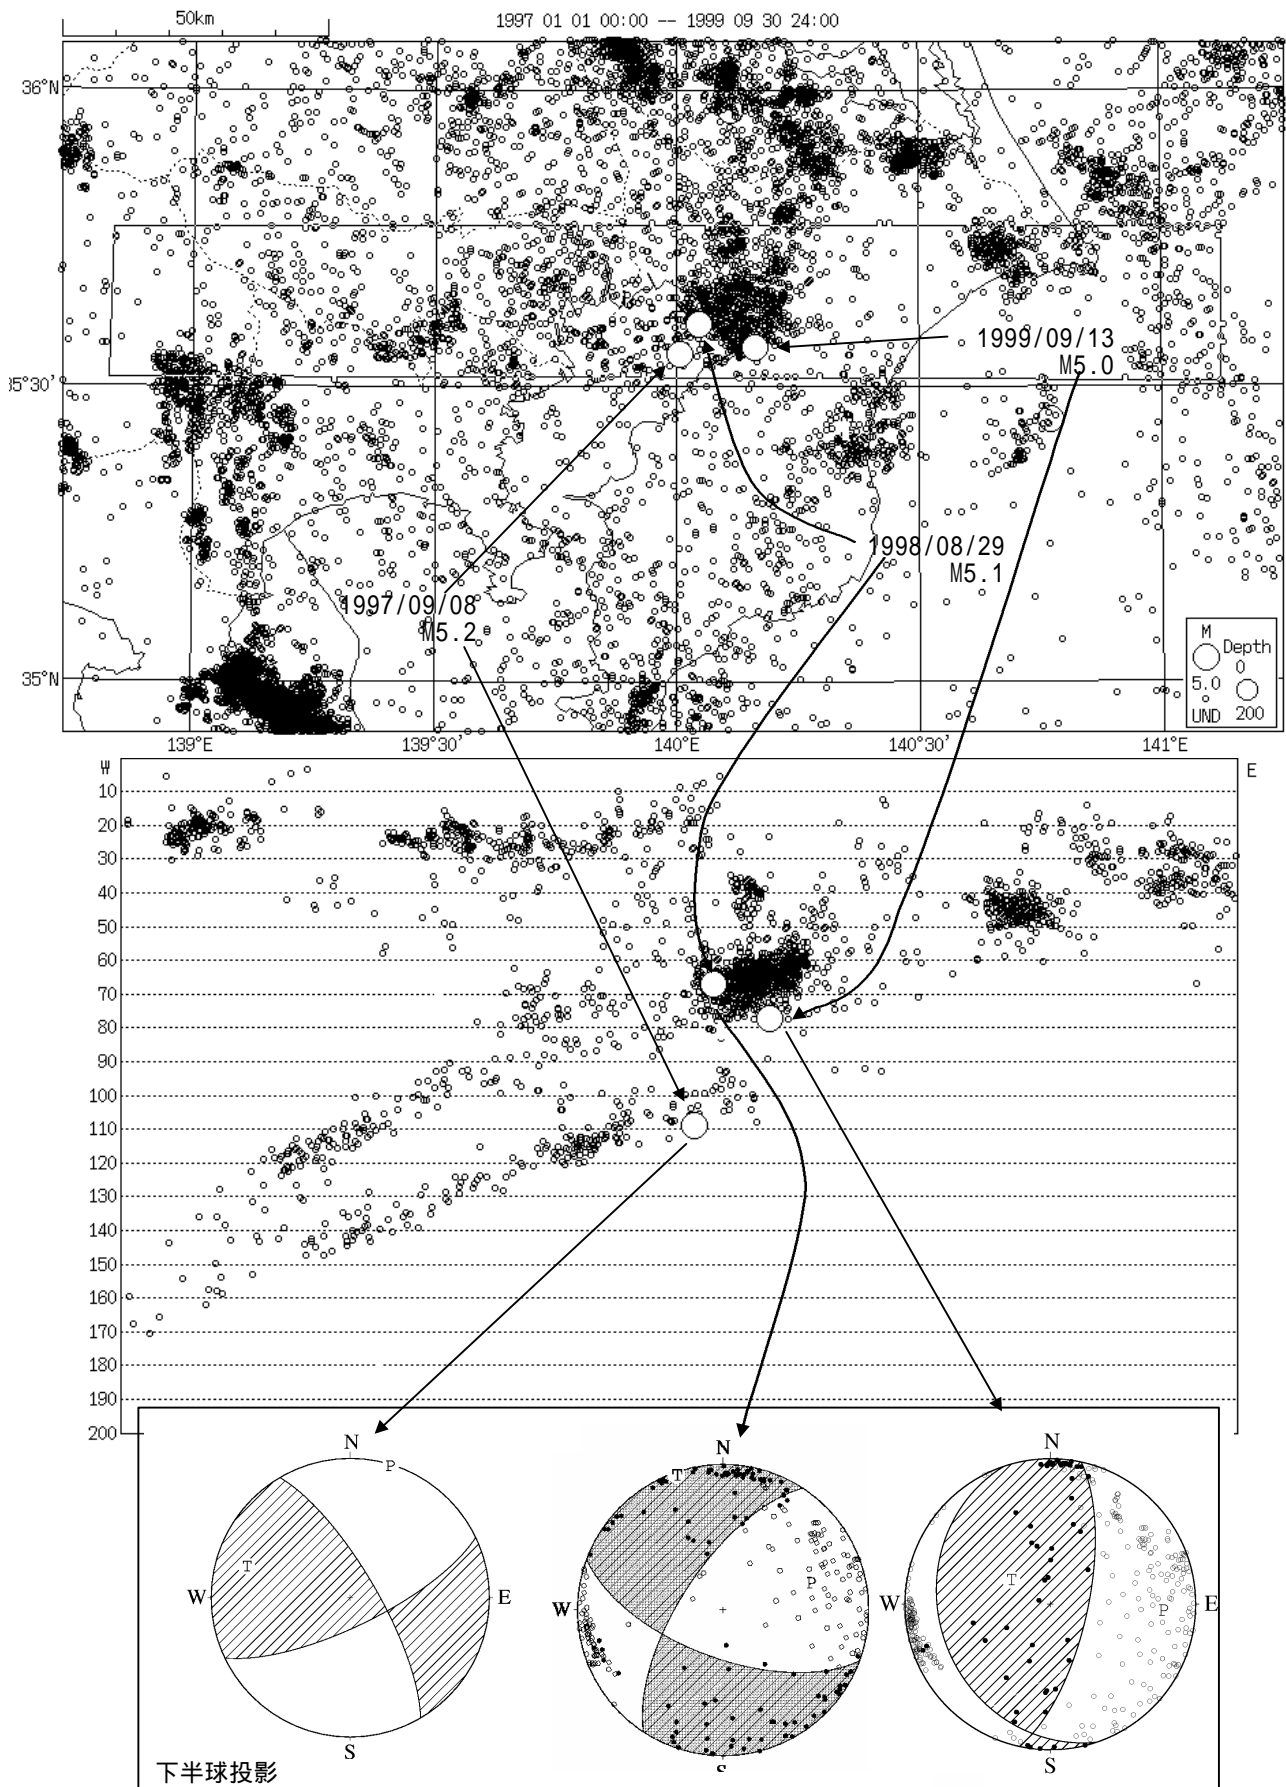 50km
1997 01 01 00:00 -- 1999 09 30 24:00
36°N
35°30′
35°N
1999/09/13
M5.0
1998/08/29
M5.1
1997/09/08
M5.2
M
Depth
0
5.0
UND 200
139°E 139°30′ 140°E 140°30′ 141°E
W E
10
20
30
40
50
60
70
80
90
100
110
120
130
140
150
160
170
180
190
200
N N N
P T P
T P T P
W E W W E
S S S
下半球投影